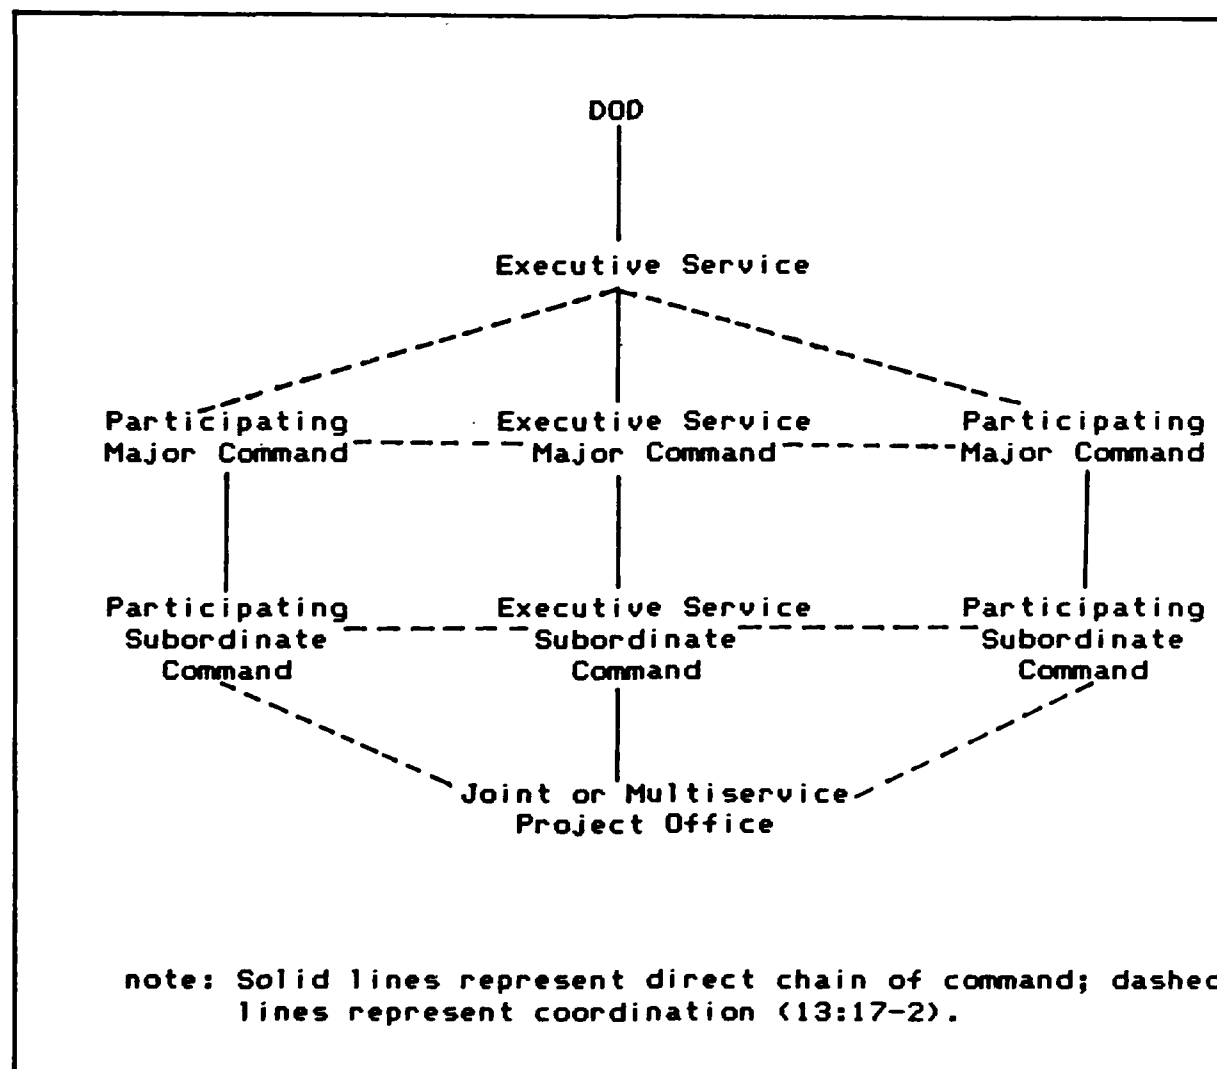 DOD
Executive Service
Participating Executive Service Participating
Major Command Major Command Major Command
Participating Executive Service Participating
Subordinate Subordinate Subordinate
Command Command Command
Joint or Multiservice
Project Office
note: Solid lines represent direct chain of command; dashed
lines represent coordination (13:17-2).